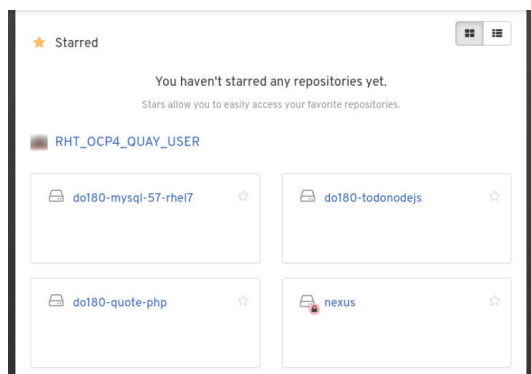 Starred
You haven't starred any repositories yet.
Stars allow you to easily access your favorite repositories.
RHT_OCP4_QUAY_USER
do180-mysql-57-rhel7
do180-todonodejs
do180-quote-php
nexus